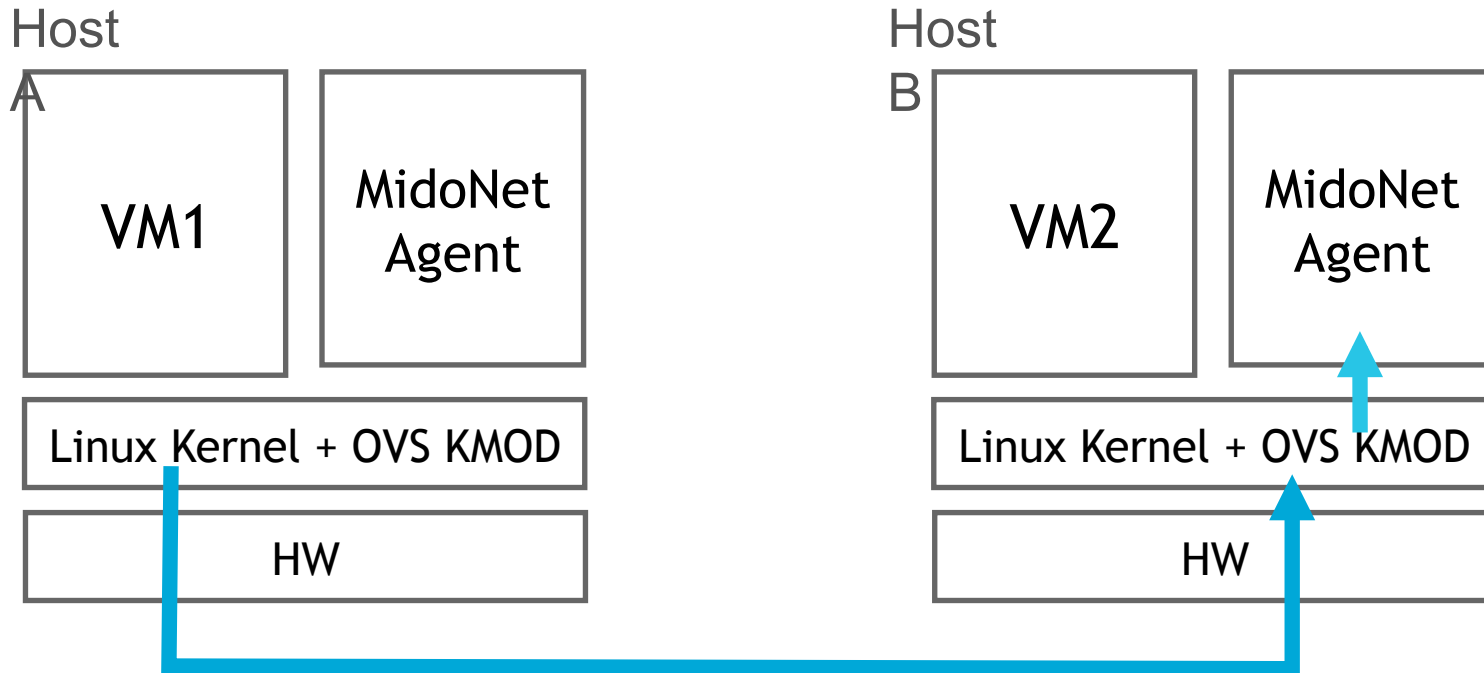 Host
A
VM1
MidoNet
Agent
Linux Kernel + OVS KMOD
HW
Host
B
VM2
MidoNet
Agent
Linux Kernel + OVS KMOD
HW